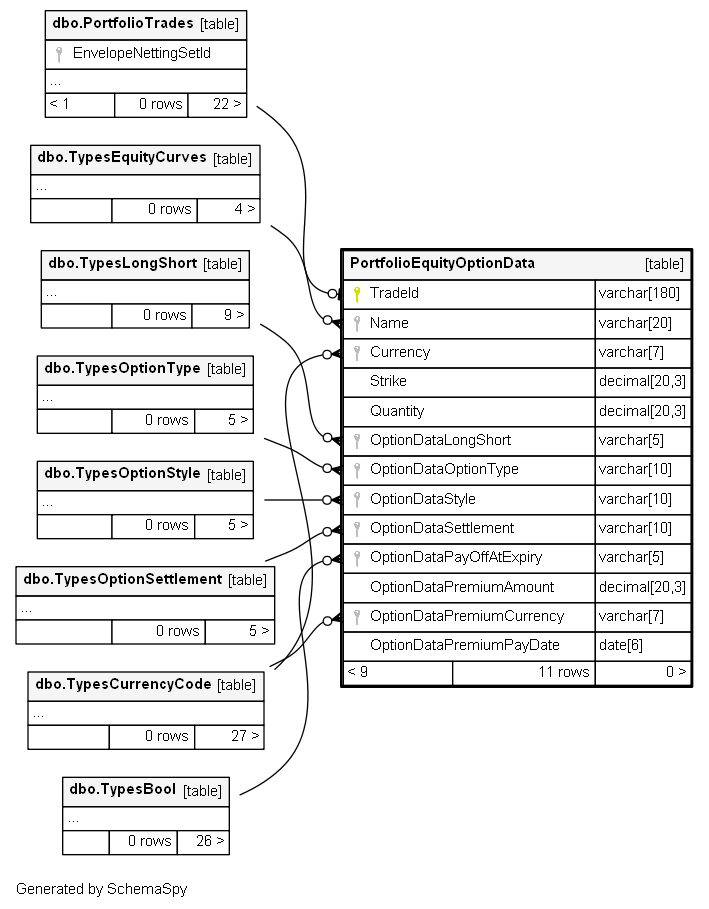 dbo.PortfolioTrades [table]
EnvelopeNettingSetId
...
< 1 0 rows 22 >
dbo.TypesEquityCurves [table]
...
0 rows 4 >
dbo.TypesLongShort [table]
...
0 rows 9 >
dbo.TypesOptionType [table]
...
0 rows 5 >
dbo.TypesOptionStyle [table]
...
0 rows 5 >
dbo.TypesOptionSettlement [table]
...
0 rows 5 >
dbo.TypesCurrencyCode [table]
...
0 rows 27 >
dbo.TypesBool [table]
...
0 rows 26 >
PortfolioEquityOptionData [table]
TradeId varchar[180]
Name varchar[20]
Currency varchar[7]
Strike decimal[20,3]
Quantity decimal[20,3]
OptionDataLongShort varchar[5]
OptionDataOptionType varchar[10]
OptionDataStyle varchar[10]
OptionDataSettlement varchar[10]
OptionDataPayOffAtExpiry varchar[5]
OptionDataPremiumAmount decimal[20,3]
OptionDataPremiumCurrency varchar[7]
OptionDataPremiumPayDate date[6]
< 9 11 rows 0 >
Generated by SchemaSpy